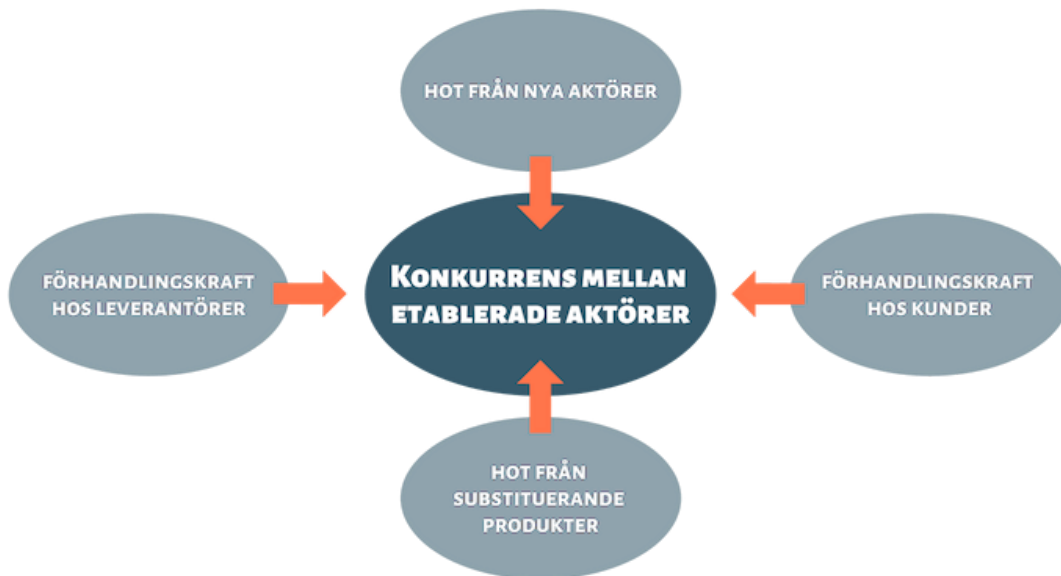 HOT FRÅN NYA AKTÖRER
FÖRHANDLINGSKRAFT
HOS LEVERANTÖRER
KONKURRENS MELLAN
ETABLERADE AKTÖRER
FÖRHANDLINGSKRAFT
HOS KUNDER
HOT FRÅN
SUBSTITUERANDE
PRODUKTER